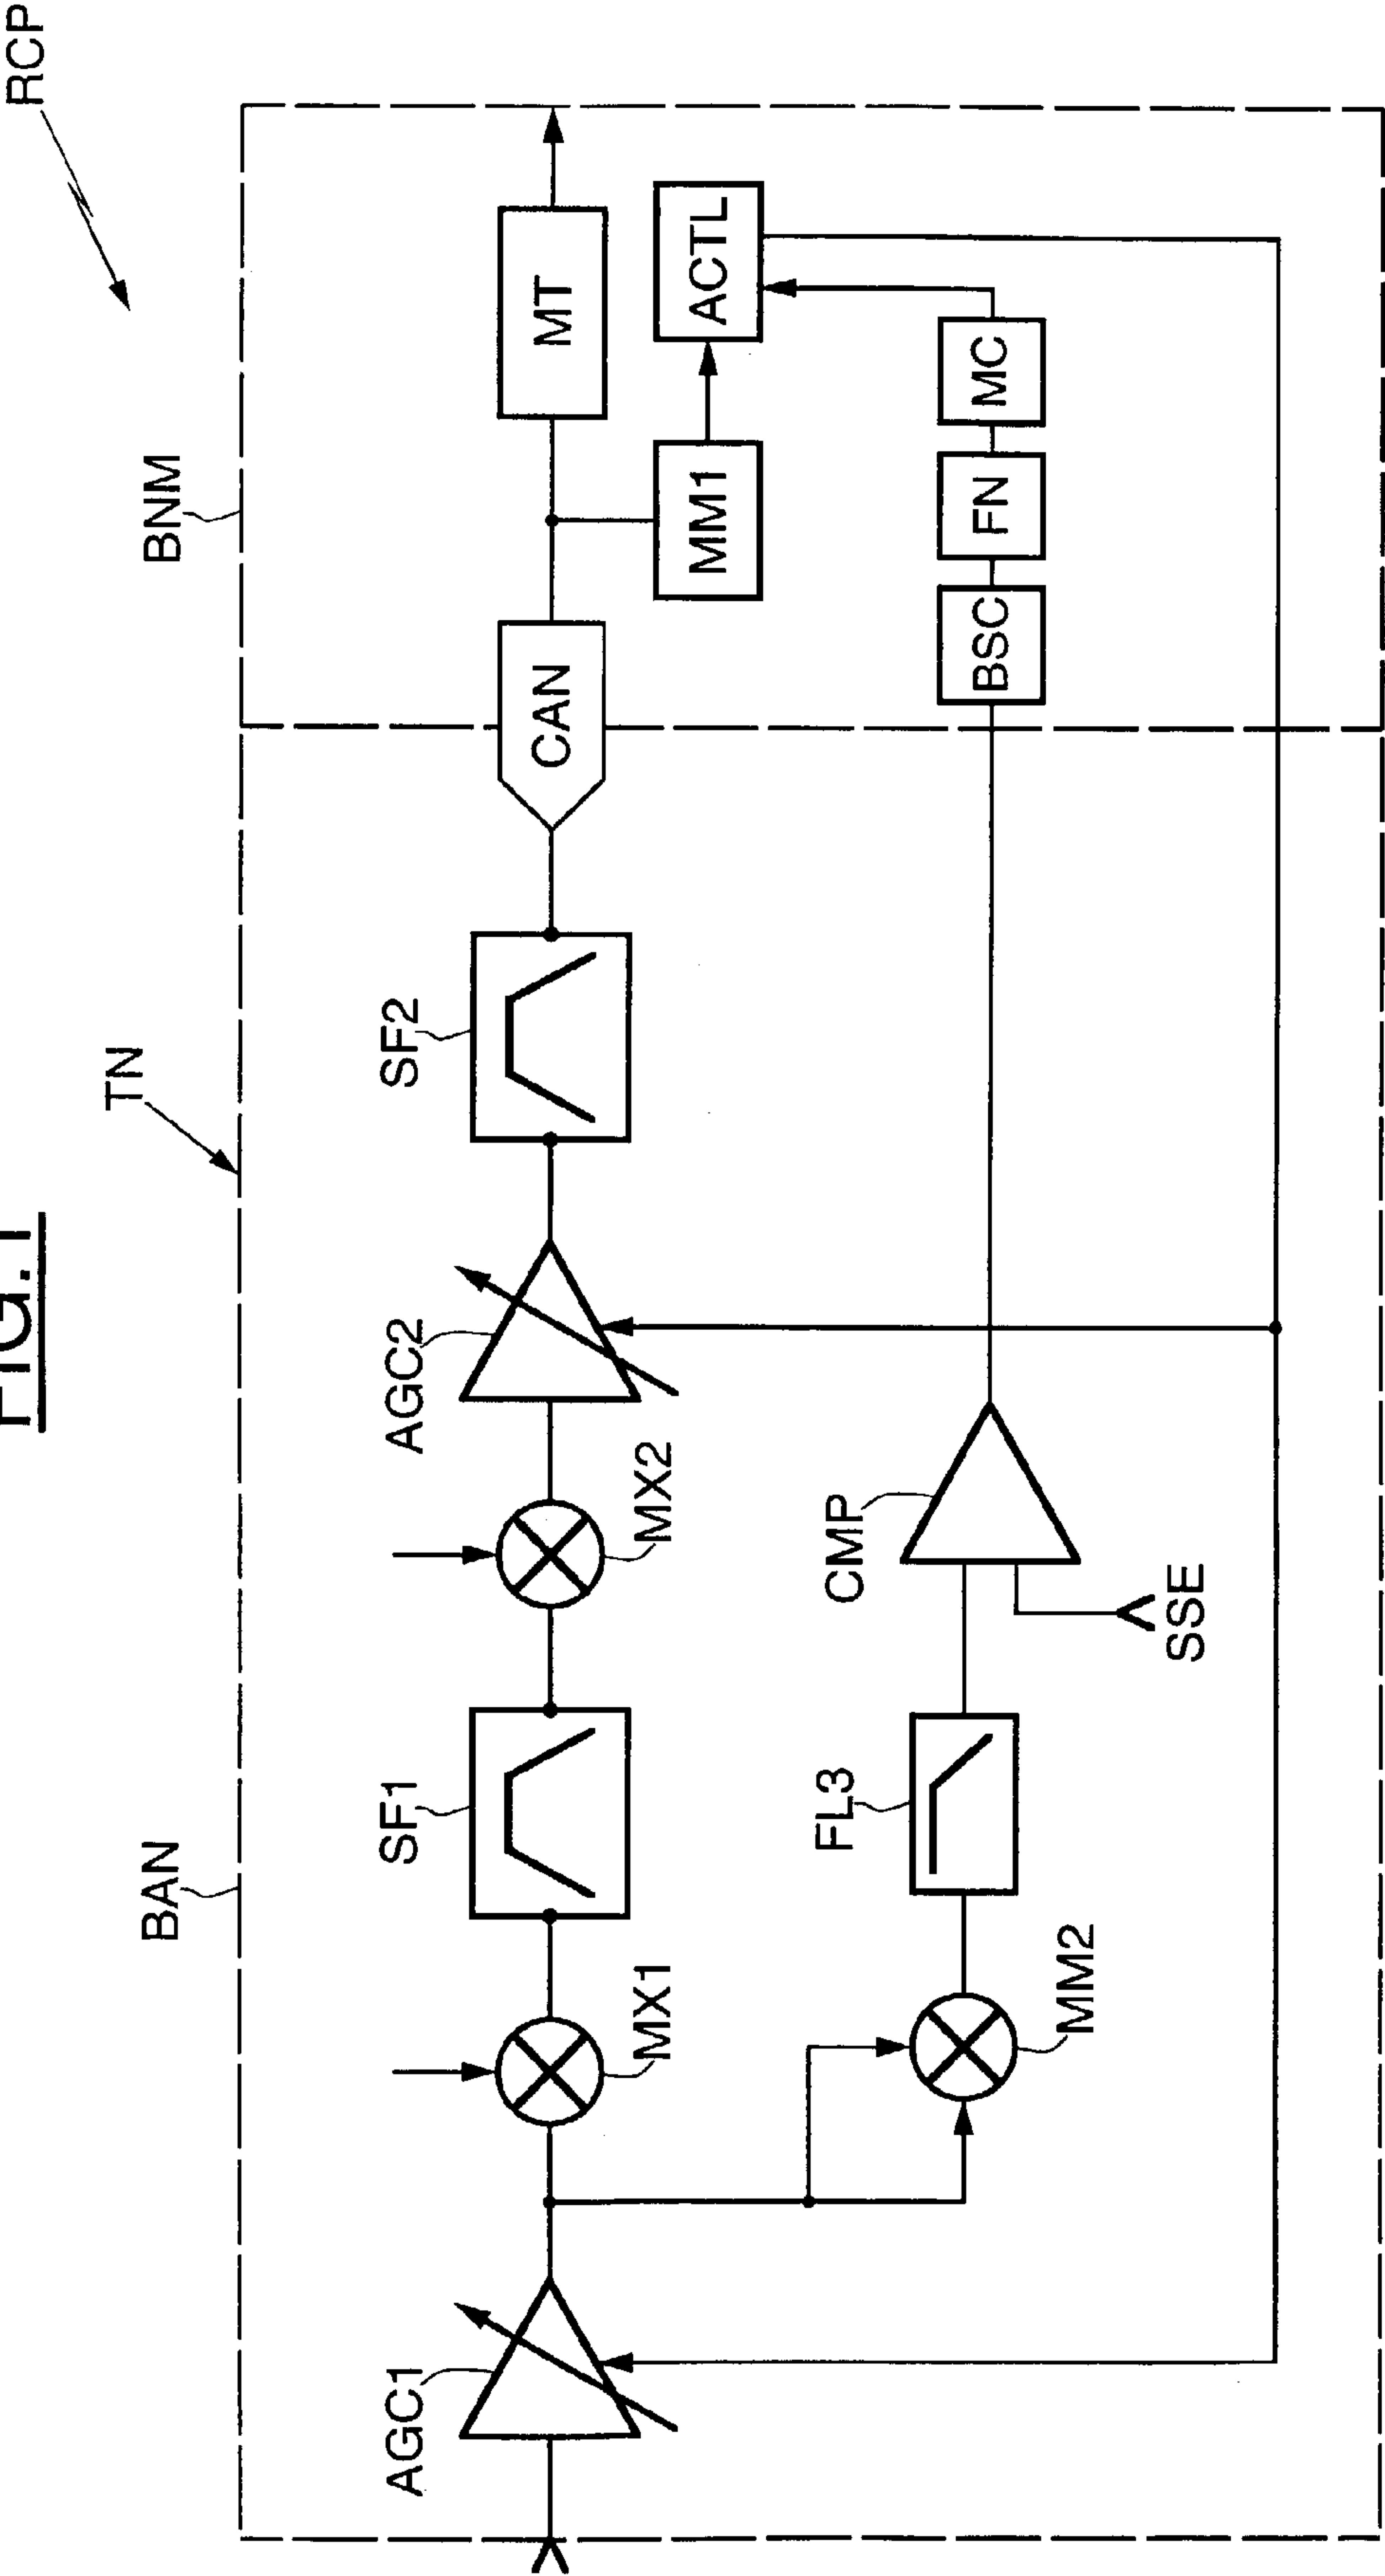 FIG. 1
RCP
TN
BAN
BNM
AGC1
MX1
SF1
MX2
AGC2
SF2
CAN
MT
MM1
ACTL
MM2
FL3
CMP
SSE
BSC
FN
MC